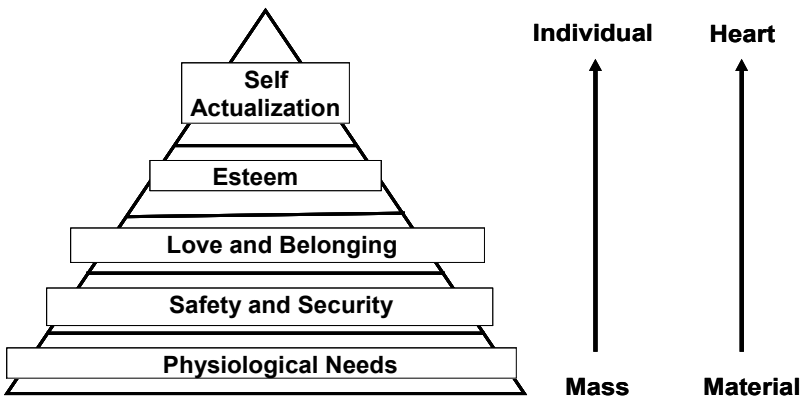 Individual
Heart
Self
Actualization
Esteem
Love and Belonging
Safety and Security
Physiological Needs
Mass
Material